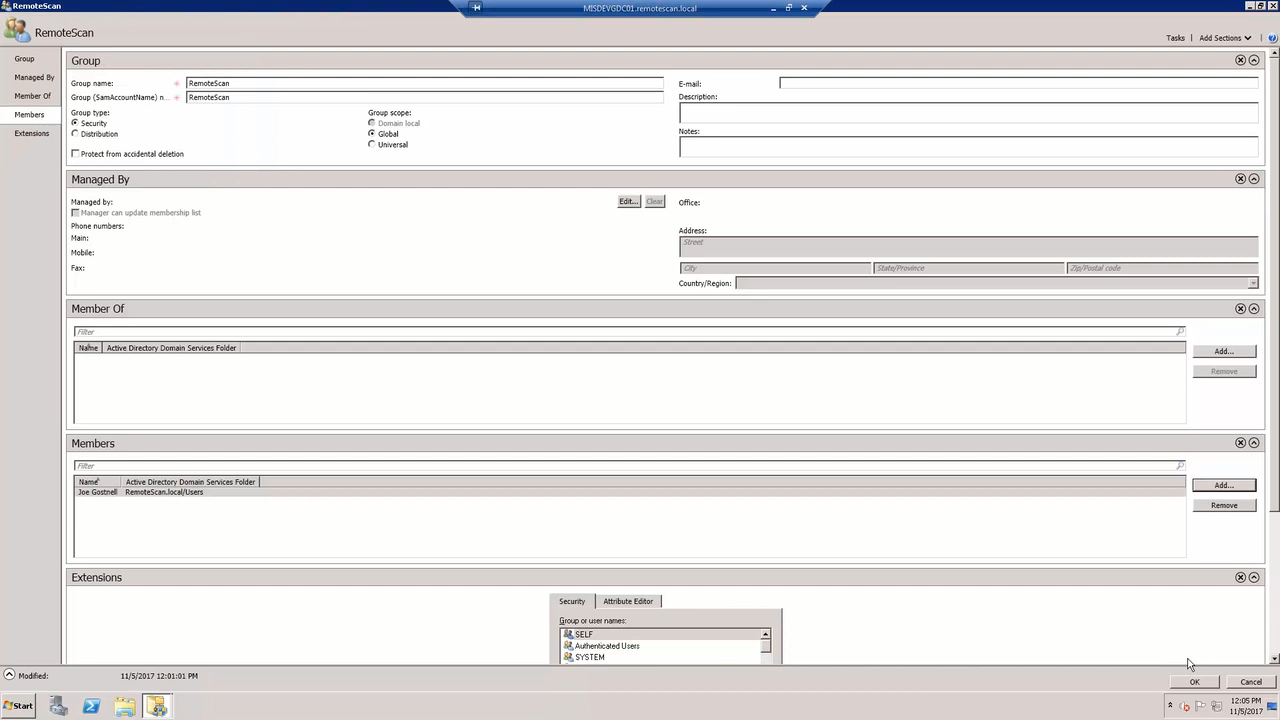 RemoteScan
MISDEVGDC01.remotescan.local
RemoteScan
Tasks
Add Sections
Group
Managed By
Member Of
Members
Extensions
Group
Group name:
RemoteScan
Group (SamAccountName) n...
RemoteScan
Group type:
Security
Distribution
Group scope:
Domain local
Global
Universal
Protect from accidental deletion
E-mail:
Description:
Notes:
Managed By
Managed by:
Edit...
Clear
Manager can update membership list
Phone numbers:
Main:
Mobile:
Fax:
Office:
Address:
Street
City
State/Province
Zip/Postal code
Country/Region:
Member Of
Filter
Name
Active Directory Domain Services Folder
Add...
Remove
Members
Filter
Name
Active Directory Domain Services Folder
Joe Gostnell
RemoteScan.local/Users
Add...
Remove
Extensions
Security
Attribute Editor
Group or user names:
SELF
Authenticated Users
SYSTEM
Modified:
11/5/2017 12:01:01 PM
OK
Cancel
Start
12:05 PM
11/5/2017